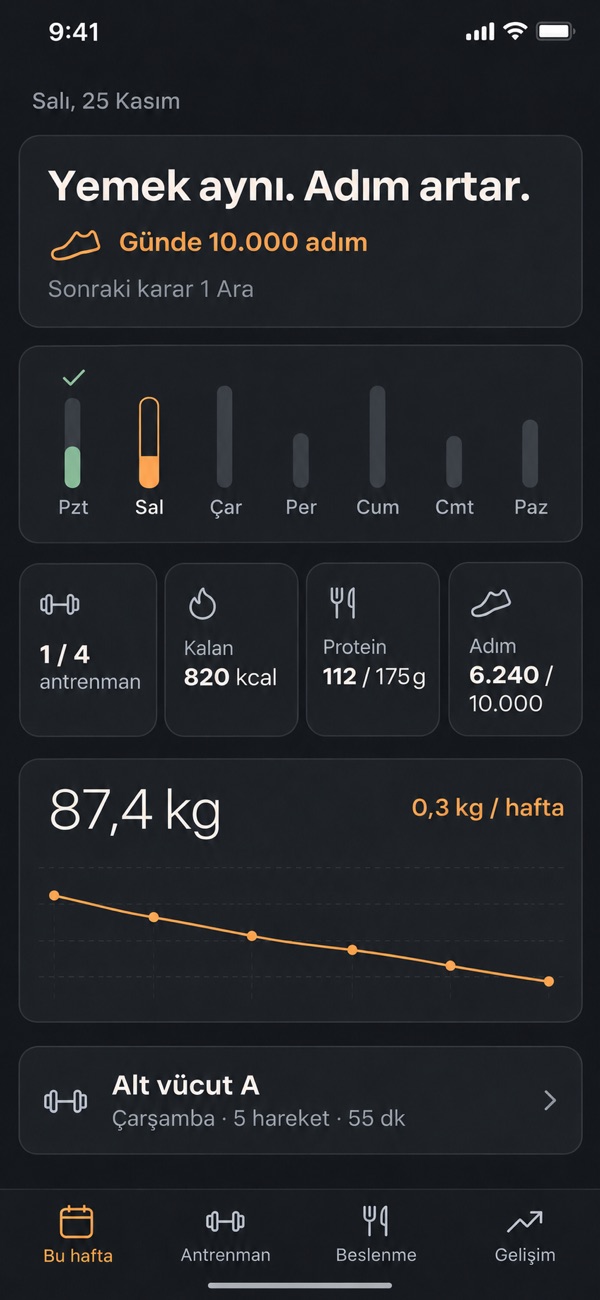 9:41
Salı, 25 Kasım
Yemek aynı. Adım artar.
Günde 10.000 adım
Sonraki karar 1 Ara
Pzt Sal Çar Per Cum Cmt Paz
1 / 4
antrenman
Kalan
820 kcal
Protein
112 / 175g
Adım
6.240 /
10.000
87,4 kg
0,3 kg / hafta
Alt vücut A
Çarşamba · 5 hareket · 55 dk
Bu hafta Antrenman Beslenme Gelişim